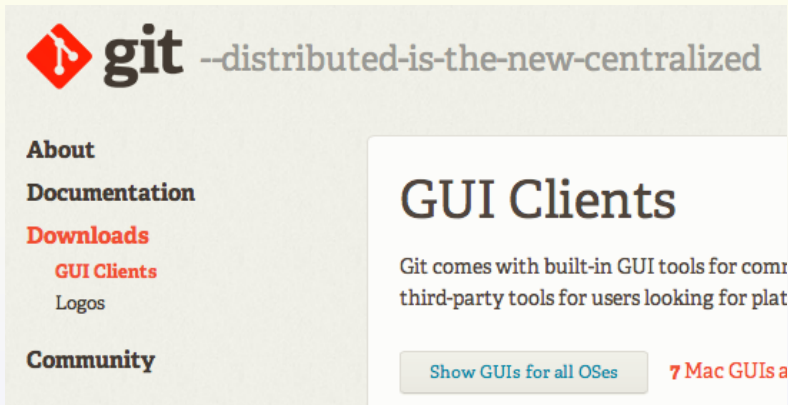 git --distributed-is-the-new-centralized
About
Documentation
Downloads
GUI Clients
Logos
Community
GUI Clients
Git comes with built-in GUI tools for
third-party tools for users looking for
Show GUIs for all OSes
7 Mac GUIs